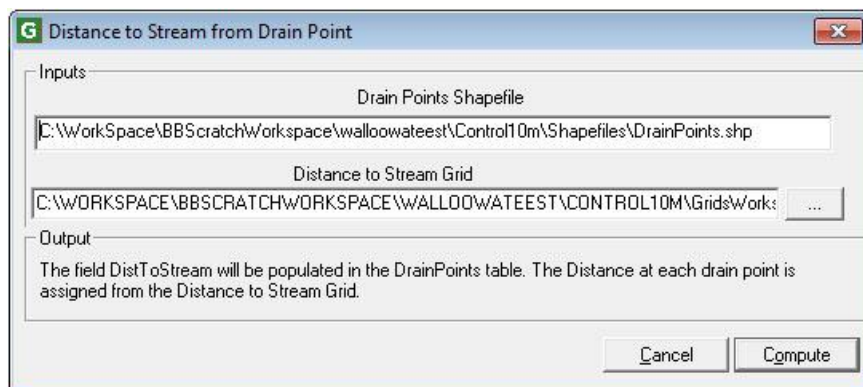 G Distance to Stream from Drain Point
Inputs
Drain Points Shapefile
C:\WorkSpace\BBScratchWorkspace\walloowateest\Control10m\Shapefiles\DrainPoints.shp
Distance to Stream Grid
C:\WORKSPACE\BBSCRATCHWORKSPACE\WALLOOWATEEST\CONTROL10M\GridsWorks
...
Output
The field DistToStream will be populated in the DrainPoints table. The Distance at each drain point is
assigned from the Distance to Stream Grid.
Cancel Compute